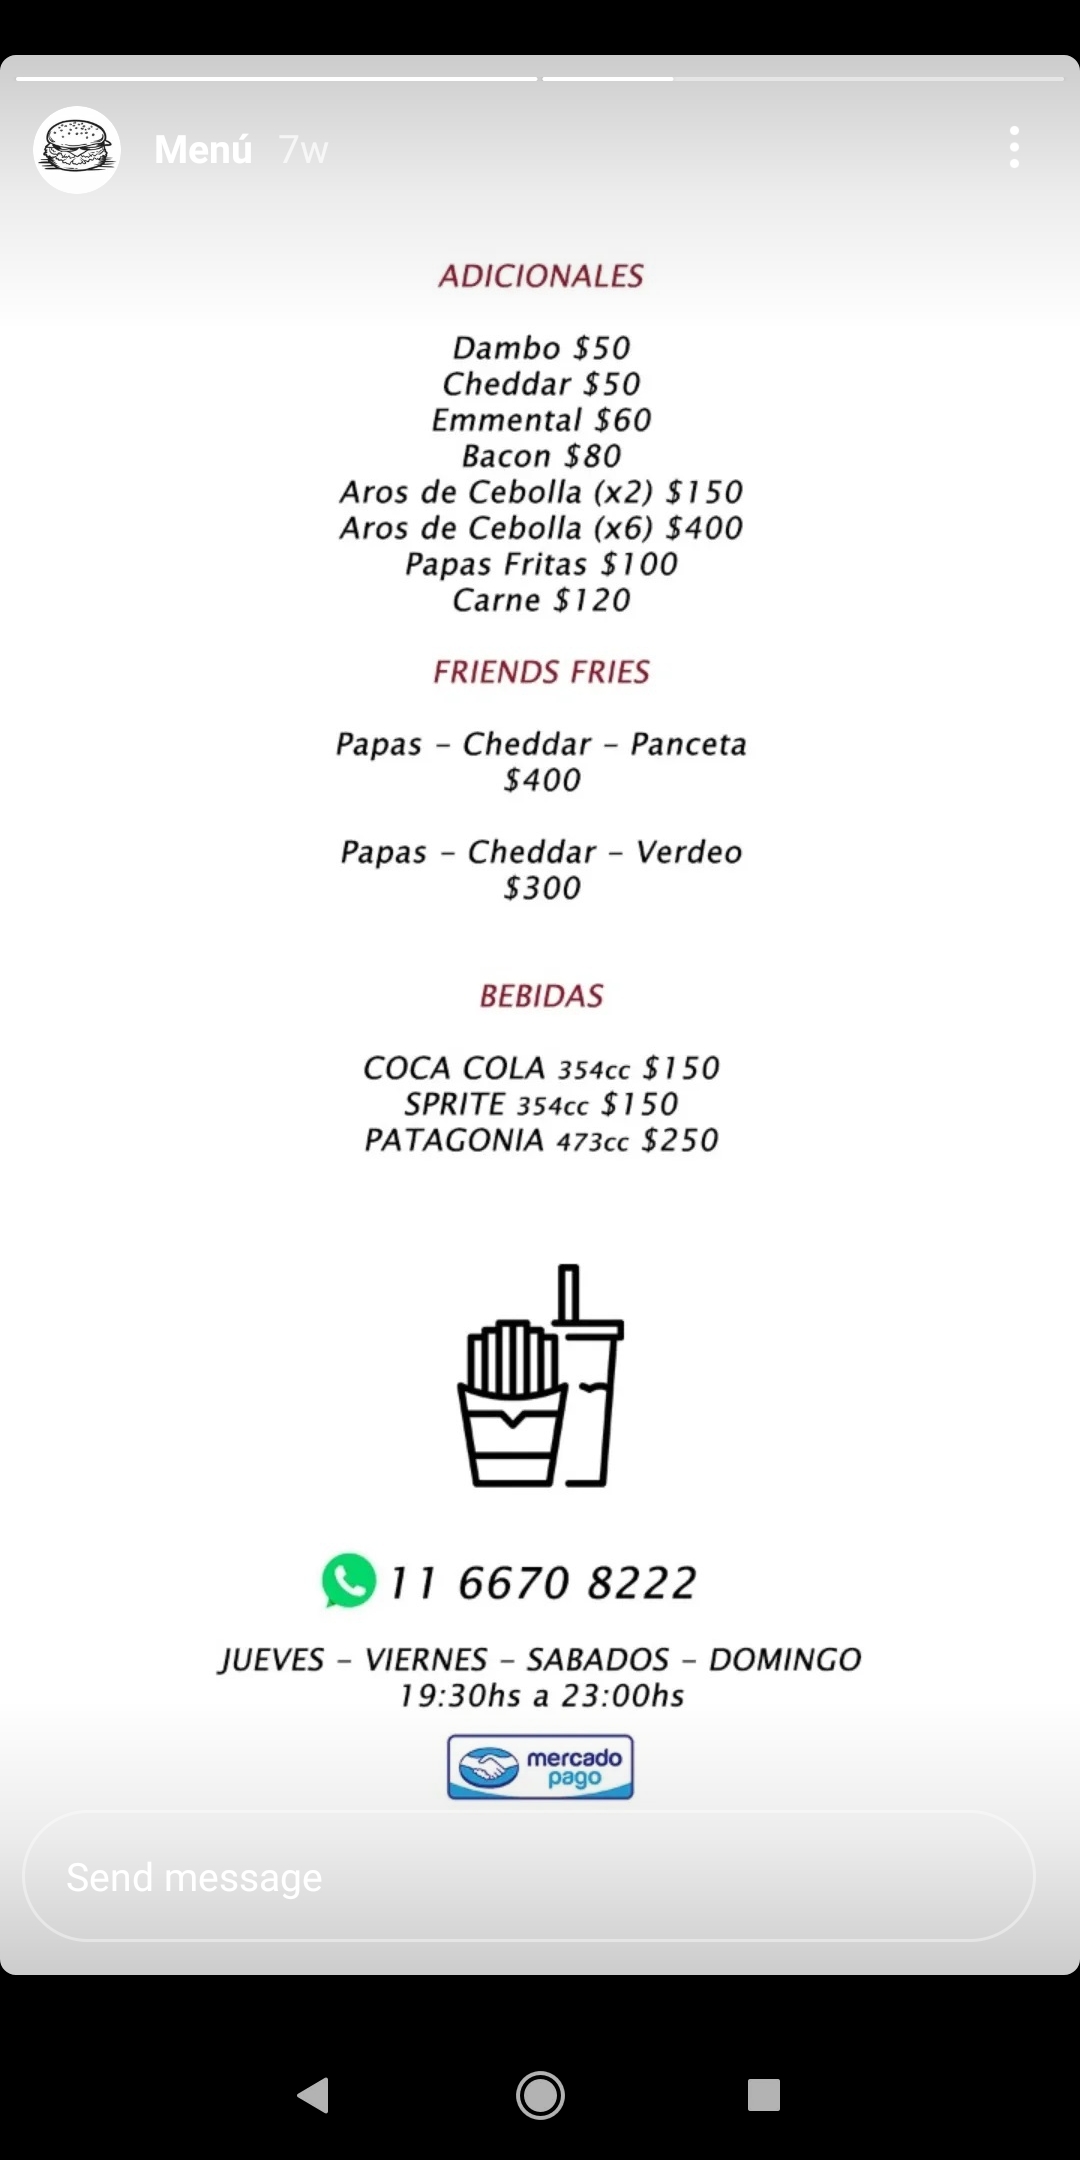 Menú 7w
ADICIONALES
Dambo $50
Cheddar $50
Emmental $60
Bacon $80
Aros de Cebolla (x2) $150
Aros de Cebolla (x6) $400
Papas Fritas $100
Carne $120
FRIENDS FRIES
Papas - Cheddar - Panceta
$400
Papas - Cheddar - Verdeo
$300
BEBIDAS
COCA COLA 354cc $150
SPRITE 354cc $150
PATAGONIA 473cc $250
11 6670 8222
JUEVES - VIERNES - SABADOS - DOMINGO
19:30hs a 23:00hs
mercado
pago
Send message